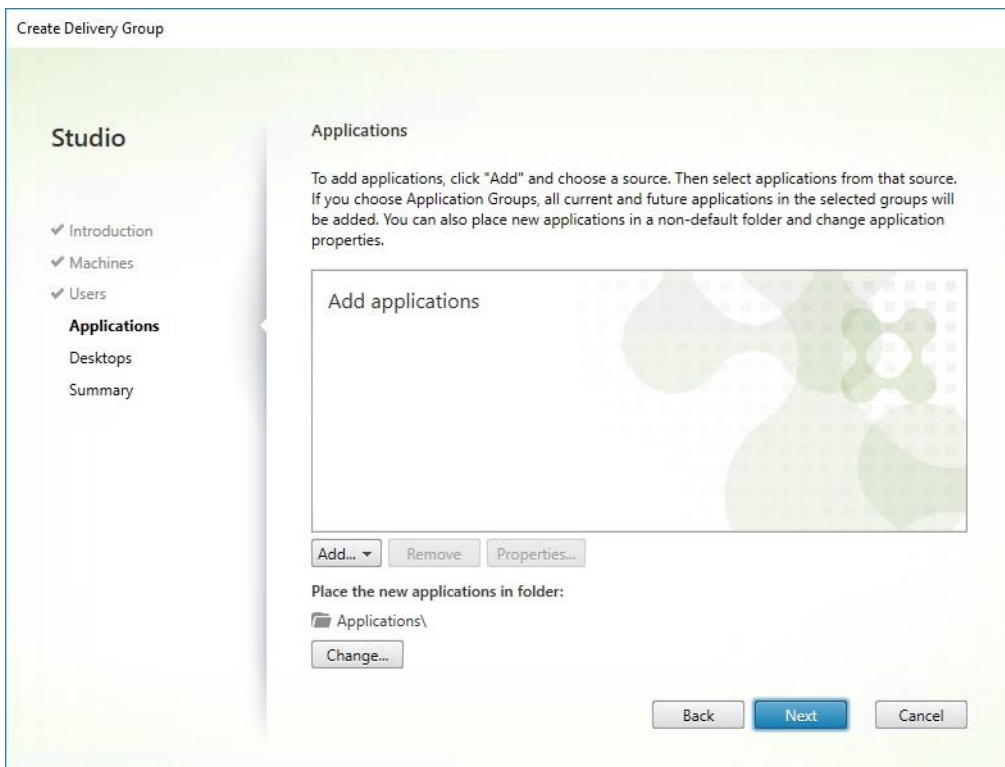 Create Delivery Group
Studio
Introduction
Machines
Users
Applications
Desktops
Summary
Applications
To add applications, click "Add" and choose a source. Then select applications from that source.
If you choose Application Groups, all current and future applications in the selected groups will
be added. You can also place new applications in a non-default folder and change application
properties.
Add applications
Add...
Remove
Properties...
Place the new applications in folder:
Applications\
Change...
Back
Next
Cancel